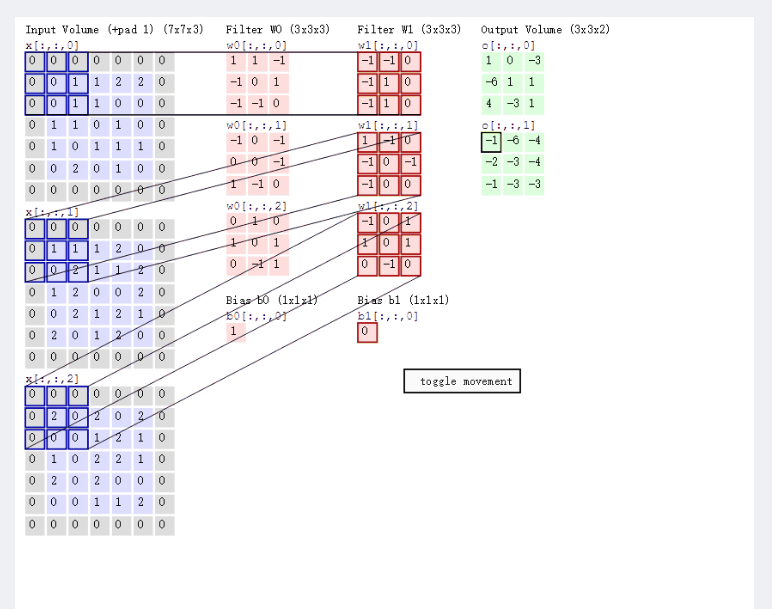 Input Volume (+pad 1) (7x7x3)
x[:,:,0]
0 0 0 0 0 0 0
0 0 1 1 2 2 0
0 0 1 1 0 0 0
0 1 1 0 1 0 0
0 1 0 1 1 1 0
0 0 2 0 1 0 0
0 0 0 0 0 0 0
x[:,:,1]
0 0 0 0 0 0 0
0 1 1 1 2 0 0
0 0 2 1 1 2 0
0 1 2 0 0 2 0
0 0 2 1 2 1 0
0 2 0 1 2 0 0
0 0 0 0 0 0 0
x[:,:,2]
0 0 0 0 0 0 0
0 2 0 2 0 2 0
0 0 0 1 2 1 0
0 1 0 2 2 1 0
0 2 0 2 0 0 0
0 0 0 1 1 2 0
0 0 0 0 0 0 0
Filter W0 (3x3x3)
w0[:,:,0]
1 1 -1
-1 0 1
-1 -1 0
w0[:,:,1]
-1 0 -1
0 0 -1
1 -1 0
w0[:,:,2]
0 1 0
1 0 1
0 -1 1
Bias b0 (1x1x1)
b0[:,:,0]
1
Filter W1 (3x3x3)
w1[:,:,0]
-1 -1 0
-1 1 0
-1 1 0
w1[:,:,1]
1 -1 0
-1 0 -1
-1 0 0
w1[:,:,2]
-1 0 1
1 0 1
0 -1 0
Bias b1 (1x1x1)
b1[:,:,0]
0
Output Volume (3x3x2)
o[:,:,0]
1 0 -3
-6 1 1
4 -3 1
o[:,:,1]
-1 -6 -4
-2 -3 -4
-1 -3 -3
toggle movement